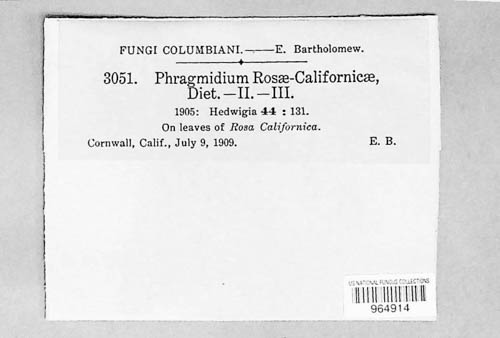 FUNGI COLUMBIANI.—E. Bartholomew.
3051. Phragmidium Rosæ-Californicæ,
Diet. —II. —III.
1905: Hedwigia 44 : 131.
On leaves of Rosa Californica.
Cornwall, Calif., July 9, 1909. E. B.
US NATIONAL FUNGUS COLLECTIONS
964914